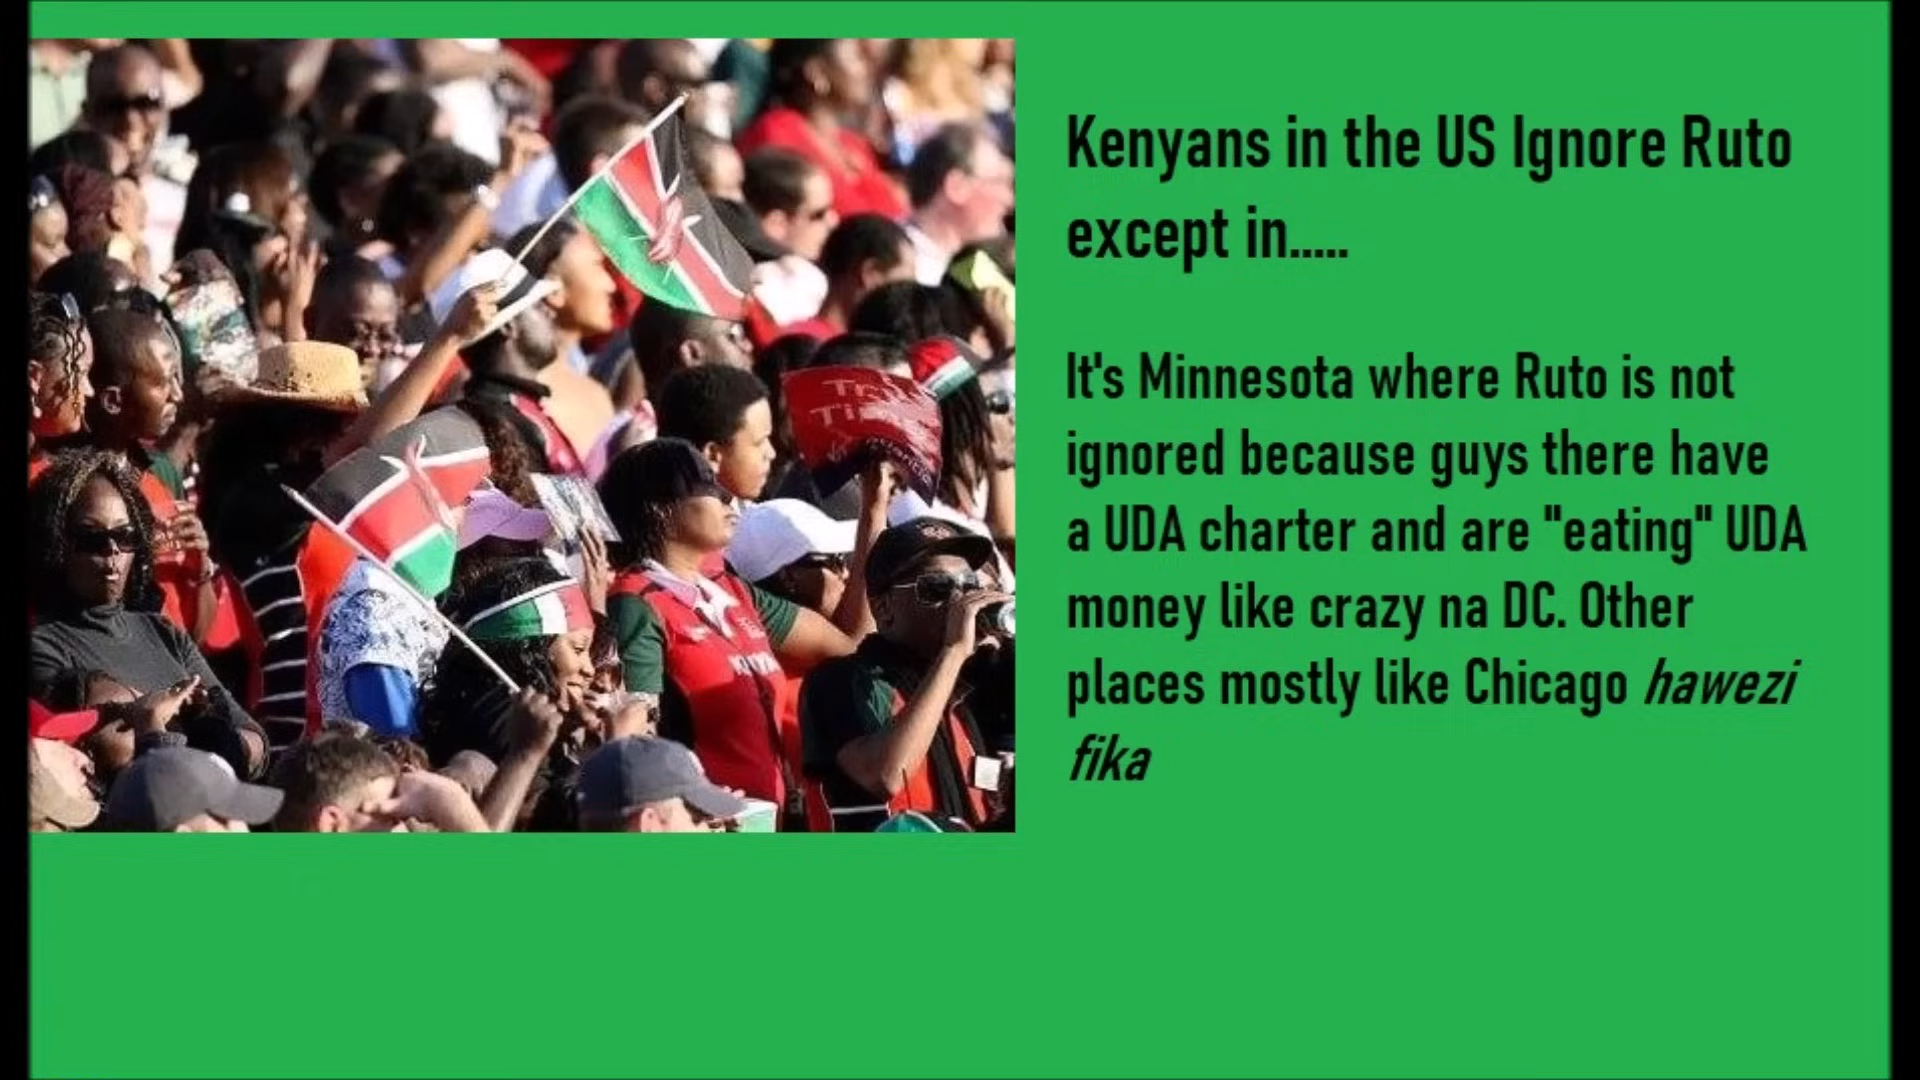 Kenyans in the US Ignore Ruto
except in.....
It's Minnesota where Ruto is not
ignored because guys there have
a UDA charter and are "eating" UDA
money like crazy na DC. Other
places mostly like Chicago hawezi
fika